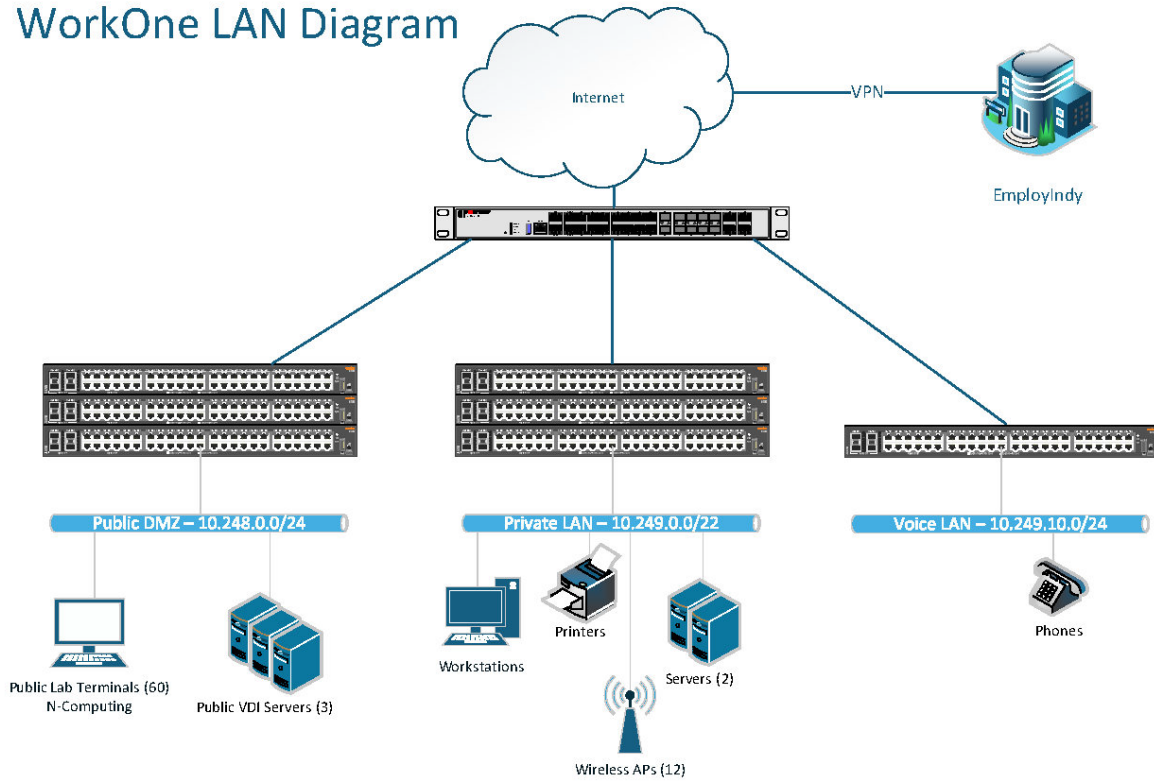 WorkOne LAN Diagram
Internet
VPN
EmployIndy
Public DMZ – 10.248.0.0/24
Private LAN – 10.249.0.0/22
Voice LAN – 10.249.10.0/24
Public Lab Terminals (60)
N-Computing
Public VDI Servers (3)
Workstations
Printers
Servers (2)
Wireless APs (12)
Phones